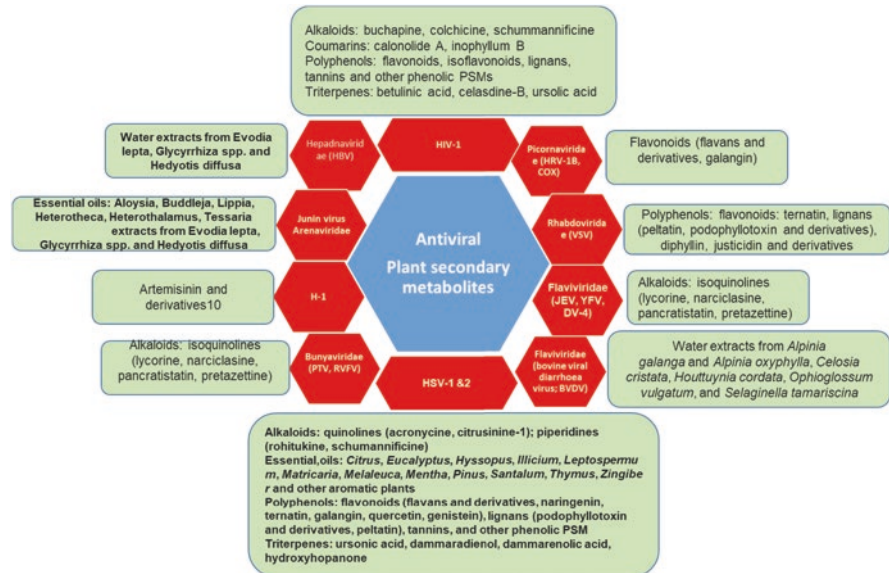 Alkaloids: buchapine, colchicine, schummannificine
Coumarins: calonolide A, inophyllum B
Polyphenols: flavonoids, isoflavonoids, lignans,
tannins and other phenolic PSMs
Triterpenes: betulinic acid, celasdine-B, ursolic acid
Water extracts from Evodia
lepta, Glycyrrhiza spp. and
Hedyotis diffusa
Hepadnavirid
ae (HBV)
HIV-1
Picornavirida
e (HRV-1B,
COX)
Flavonoids (flavans and
derivatives, galangin)
Essential oils: Aloysia, Buddleja, Lippia,
Heterotheca, Heterothalamus, Tessaria
extracts from Evodia lepta,
Glycyrrhiza spp. and Hedyotis diffusa
Junin virus
Arenaviridae
Antiviral
Plant secondary
metabolites
Rhabdovirida
e (VSV)
Polyphenols: flavonoids: ternatin, lignans
(peltatin, podophyllotoxin and derivatives),
diphyllin, justicidin and derivatives
Artemisinin and
derivatives10
H-1
Flaviviridae
(JEV, YFV,
DV-4)
Alkaloids: isoquinolines
(lycorine, narciclasine,
pancratistatin, pretazettine)
Alkaloids: isoquinolines
(lycorine, narciclasine,
pancratistatin, pretazettine)
Bunyaviridae
(PTV, RVFV)
HSV-1 &2
Flaviviridae
(bovine viral
diarrhoea
virus; BVDV)
Water extracts from Alpinia
galanga and Alpinia oxyphylla, Celosia
cristata, Houttuynia cordata, Ophioglossum
vulgatum, and Selaginella tamariscina
Alkaloids: quinolines (acronycine, citrusinine-1); piperidines
(rohitukine, schumannificine)
Essential,oils: Citrus, Eucalyptus, Hyssopus, Illicium, Leptospermu
m, Matricaria, Melaleuca, Mentha, Pinus, Santalum, Thymus, Zingibe
r and other aromatic plants
Polyphenols: flavonoids (flavans and derivatives, naringenin,
ternatin, galangin, quercetin, genistein), lignans (podophyllotoxin
and derivatives, peltatin), tannins, and other phenolic PSM
Triterpenes: ursonic acid, dammaradienol, dammarenolic acid,
hydroxyhopanone